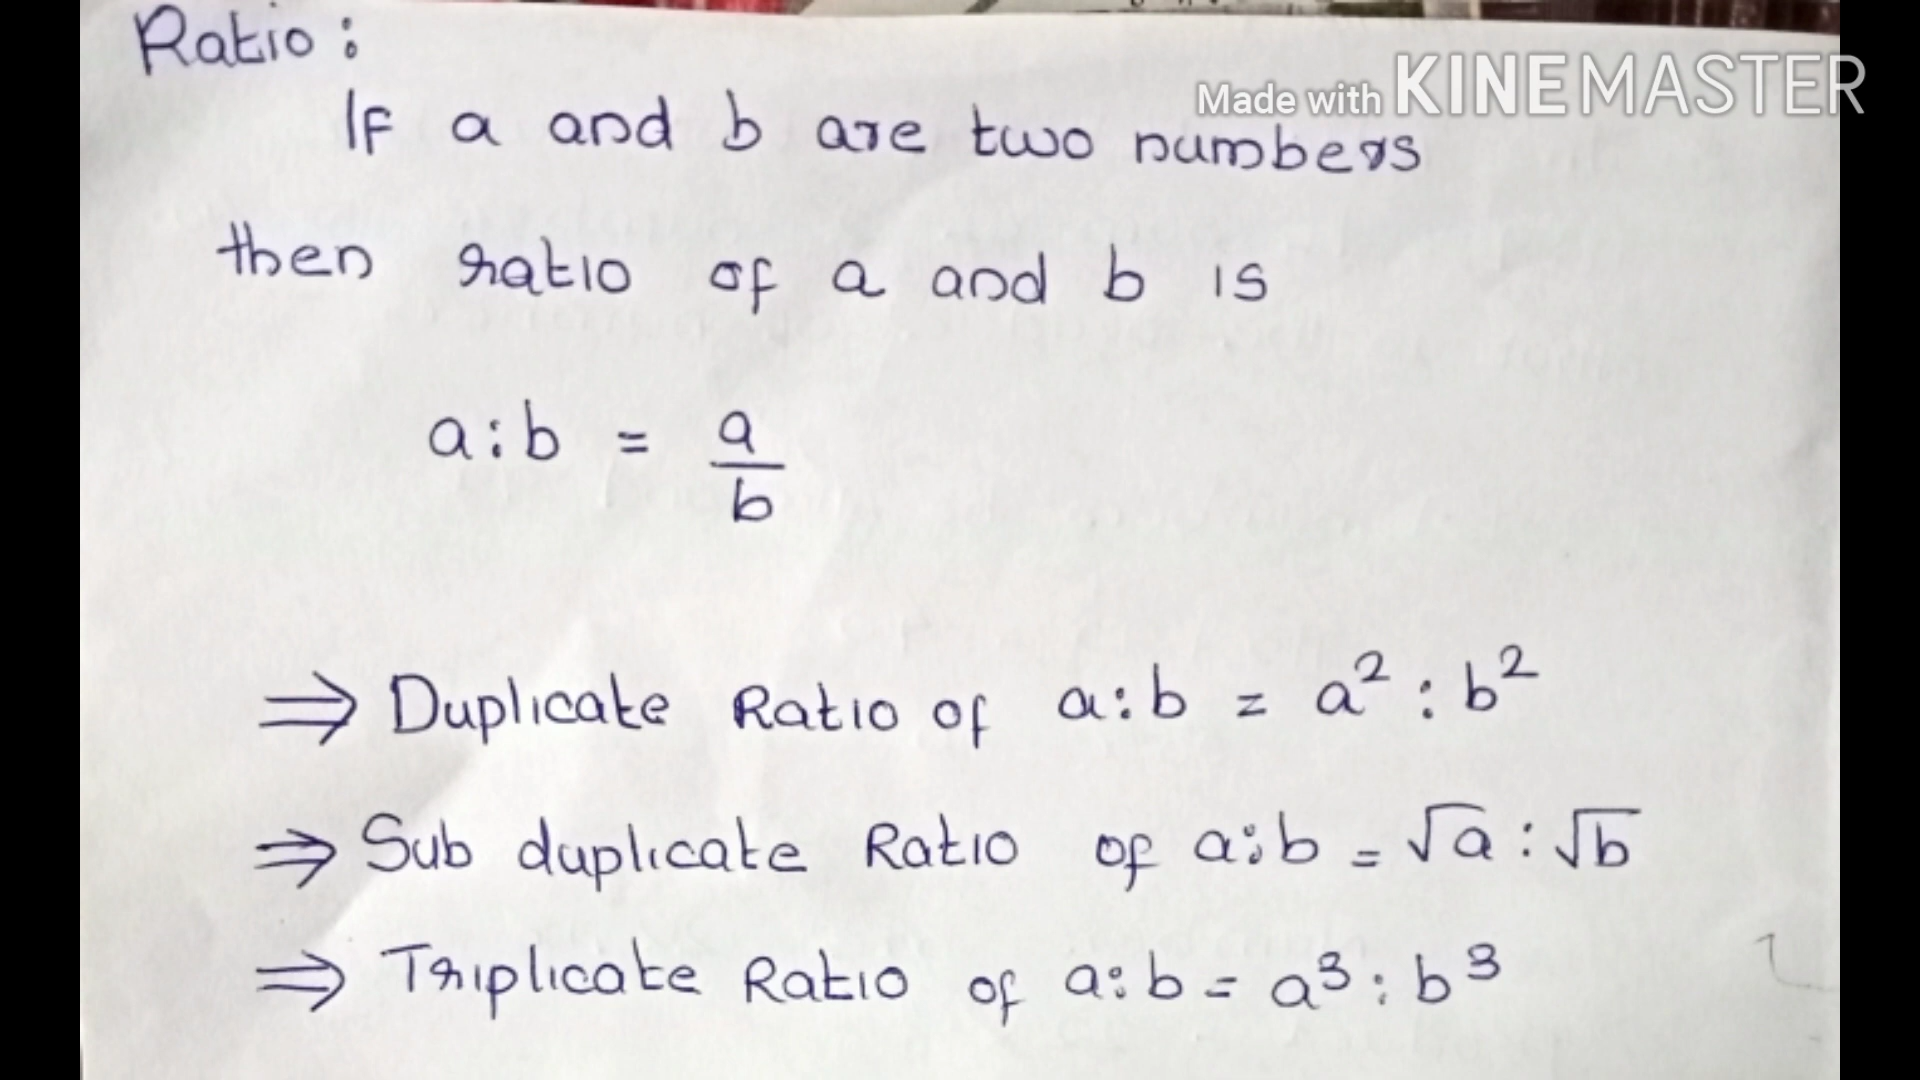 Ratio:
Made with KINEMASTER
If a and b are two numbers
then ratio of a and b is
a:b = a/b
⇒ Duplicate Ratio of a:b = a² : b²
⇒ Sub duplicate Ratio of a:b = √a : √b
⇒ Triplicate Ratio of a:b = a³ : b³